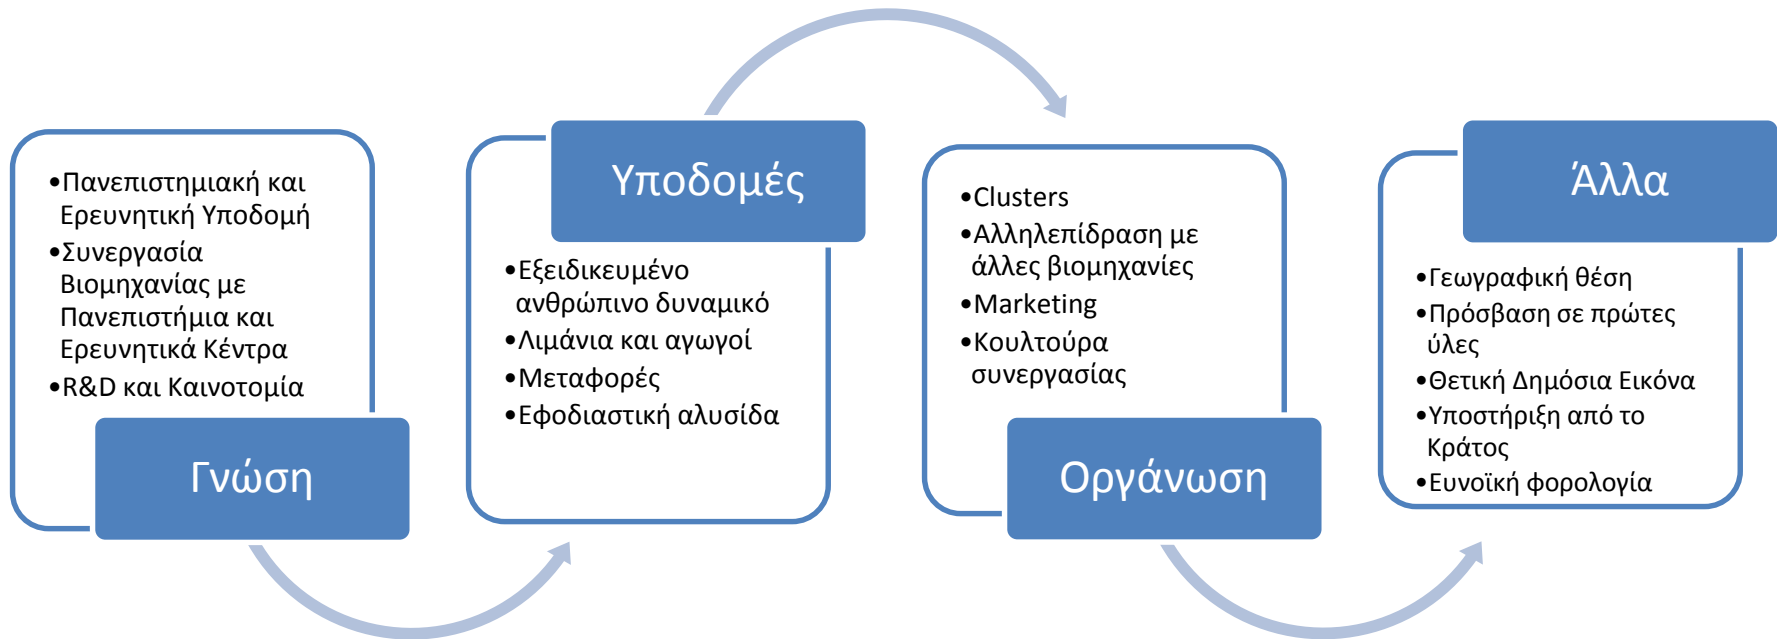 •Πανεπιστημιακή και
Ερευνητική Υποδομή
•Συνεργασία
Βιομηχανίας με
Πανεπιστήμια και
Ερευνητικά Κέντρα
•R&D και Καινοτομία
Γνώση
Υποδομές
•Εξειδικευμένο
ανθρώπινο δυναμικό
•Λιμάνια και αγωγοί
•Μεταφορές
•Εφοδιαστική αλυσίδα
•Clusters
•Αλληλεπίδραση με
άλλες βιομηχανίες
•Marketing
•Κουλτούρα
συνεργασίας
Οργάνωση
Άλλα
•Γεωγραφική θέση
•Πρόσβαση σε πρώτες
ύλες
•Θετική Δημόσια Εικόνα
•Υποστήριξη από το
Κράτος
•Ευνοϊκή φορολογία